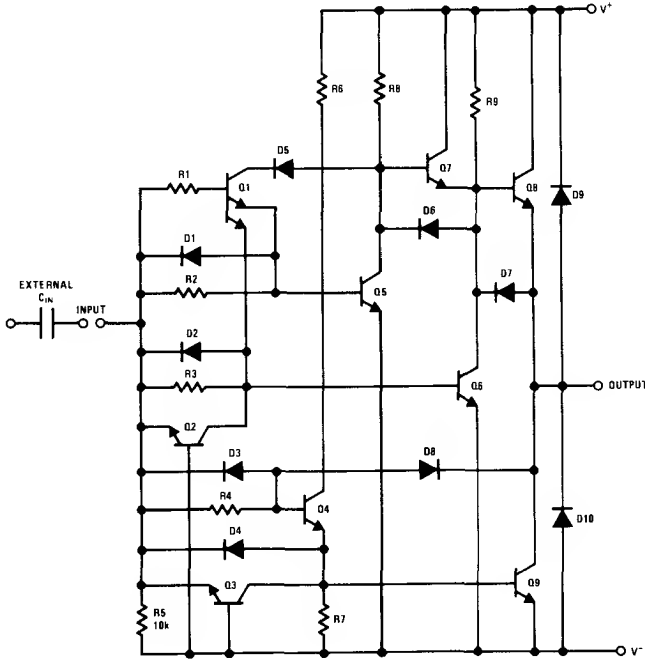 V+
R6
R8
R9
D5
Q7
R1
Q1
Q8
D9
D6
D1
EXTERNAL
CIN
INPUT
R2
Q5
D7
D2
R3
Q6
OUTPUT
Q2
D3
D8
R4
Q4
D10
D4
Q3
Q9
R5
10k
R7
V-